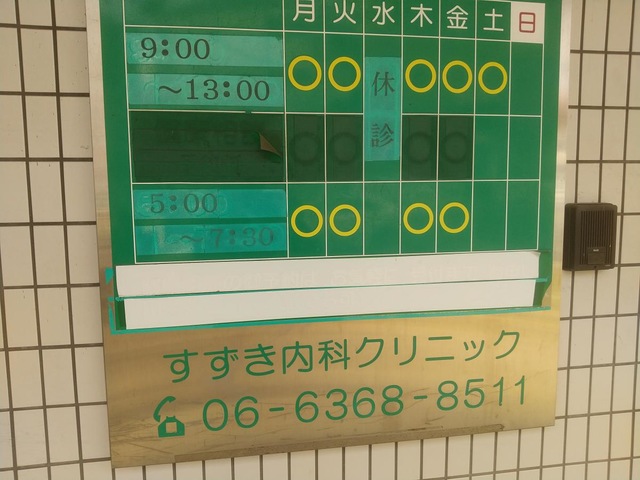 月 火 水 木 金 土 日
9:00
～13:00 ○ ○ 休診 ○ ○ ○
5:00
～7:30 ○ ○ ○ ○
すずき内科クリニック
06-6368-8511